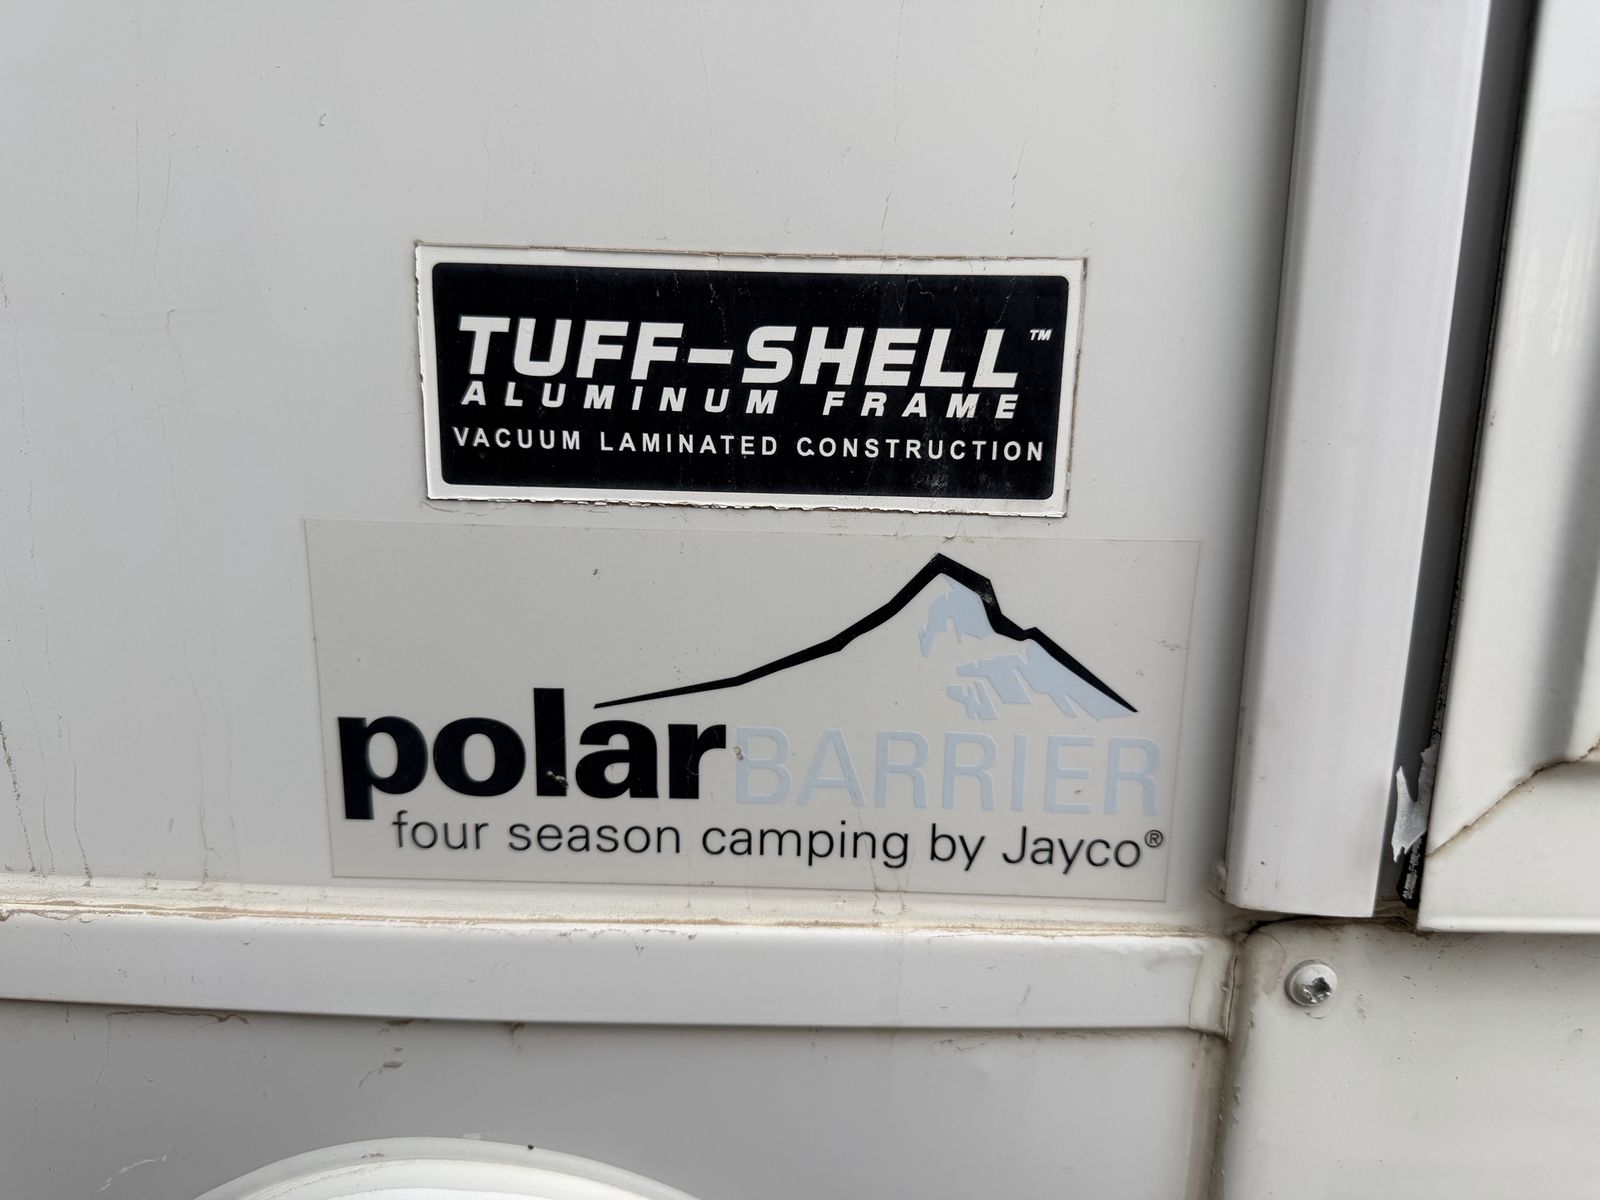 TUFF-SHELL™
ALUMINUM FRAME
VACUUM LAMINATED CONSTRUCTION
polarBARRIER
four season camping by Jayco®